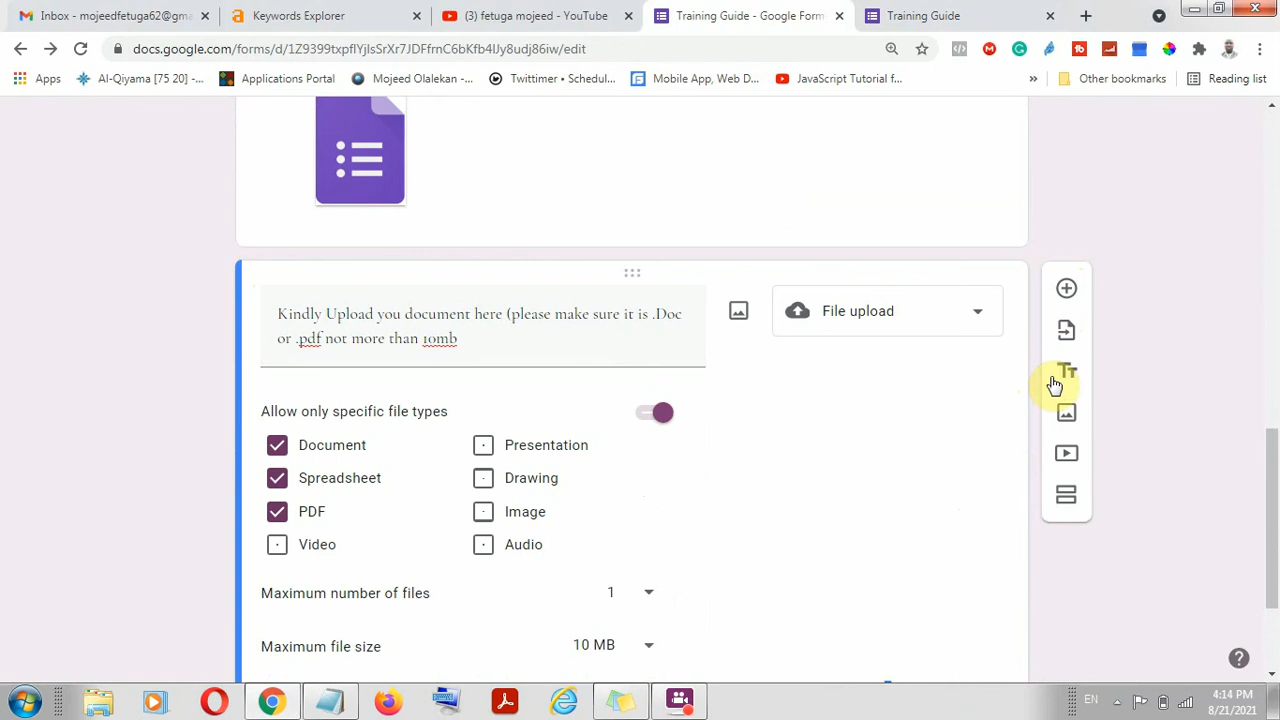 Inbox - mojeedfetuga62@gma
Keywords Explorer
(3) fetuga mojeed - YouTube
Training Guide - Google Form
Training Guide
docs.google.com/forms/d/1Z9399txpflYjIsSrXr7JDFfmC6bKfb4IJy8udj86iw/edit
Apps
Al-Qiyama [75 20] -...
Applications Portal
Mojeed Olalekan -...
Twittimer • Schedul...
Mobile App, Web D...
JavaScript Tutorial f...
»
Other bookmarks
Reading list
Kindly Upload you document here (please make sure it is .Doc
or .pdf not more than 10mb
File upload
Tт
Allow only specific file types
Document
Presentation
Spreadsheet
Drawing
PDF
Image
Video
Audio
Maximum number of files
1
Maximum file size
10 MB
EN
4:14 PM
8/21/2021